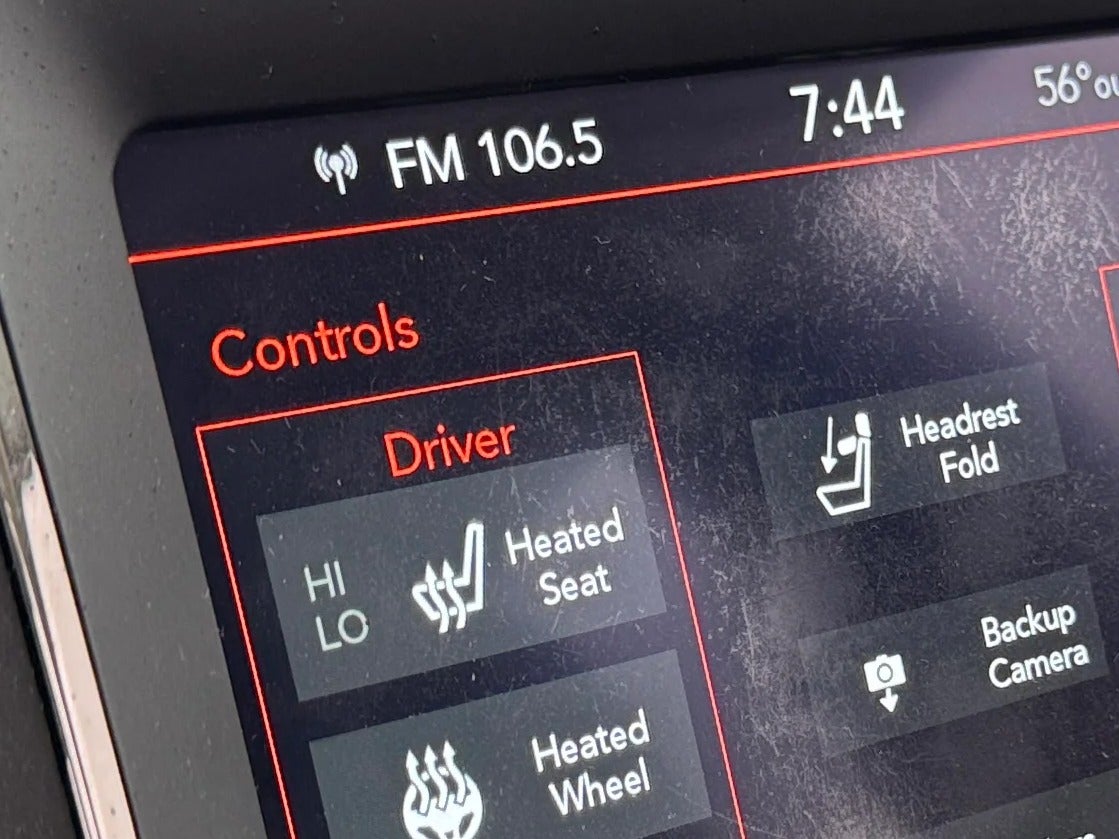 FM 106.5
7:44
56°
Controls
Driver
HI
LO
Heated
Seat
Heated
Wheel
Headrest
Fold
Backup
Camera